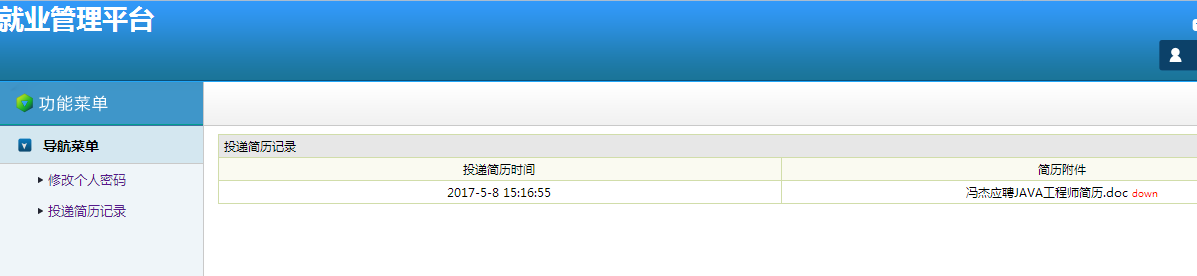 就业管理平台
功能菜单
导航菜单
修改个人密码
投递简历记录
投递简历记录
投递简历时间 简历附件
2017-5-8 15:16:55 冯杰应聘JAVA工程师简历.doc down